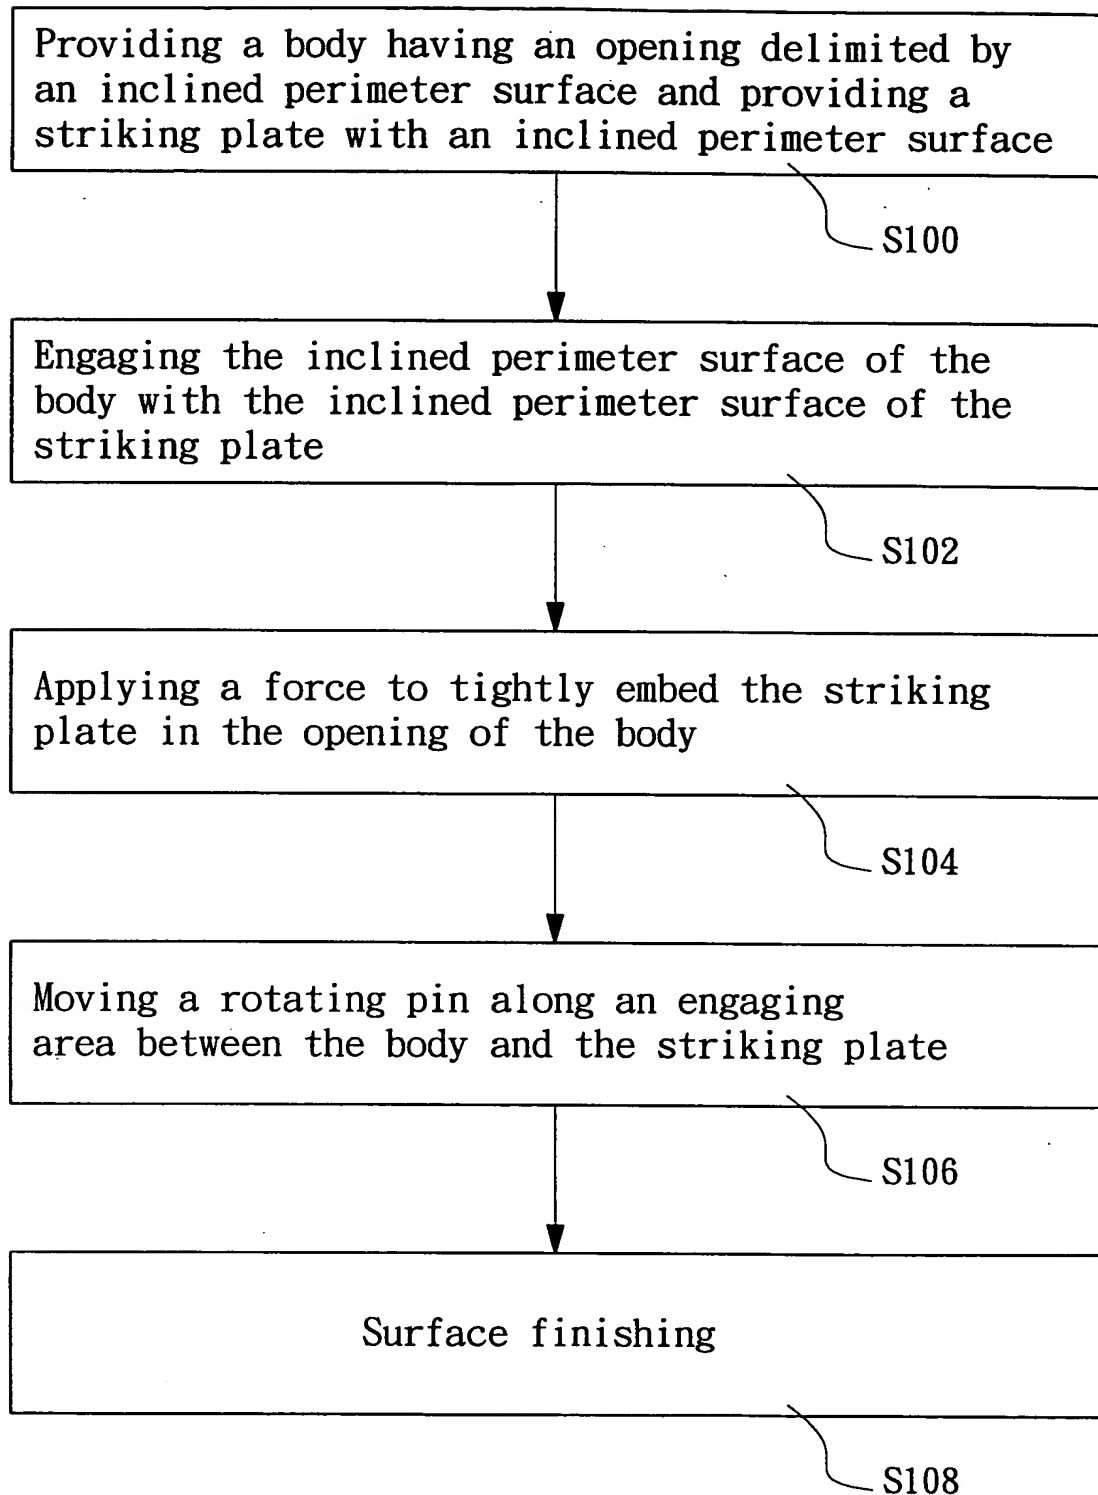 Providing a body having an opening delimited by
an inclined perimeter surface and providing a
striking plate with an inclined perimeter surface
S100
Engaging the inclined perimeter surface of the
body with the inclined perimeter surface of the
striking plate
S102
Applying a force to tightly embed the striking
plate in the opening of the body
S104
Moving a rotating pin along an engaging
area between the body and the striking plate
S106
Surface finishing
S108